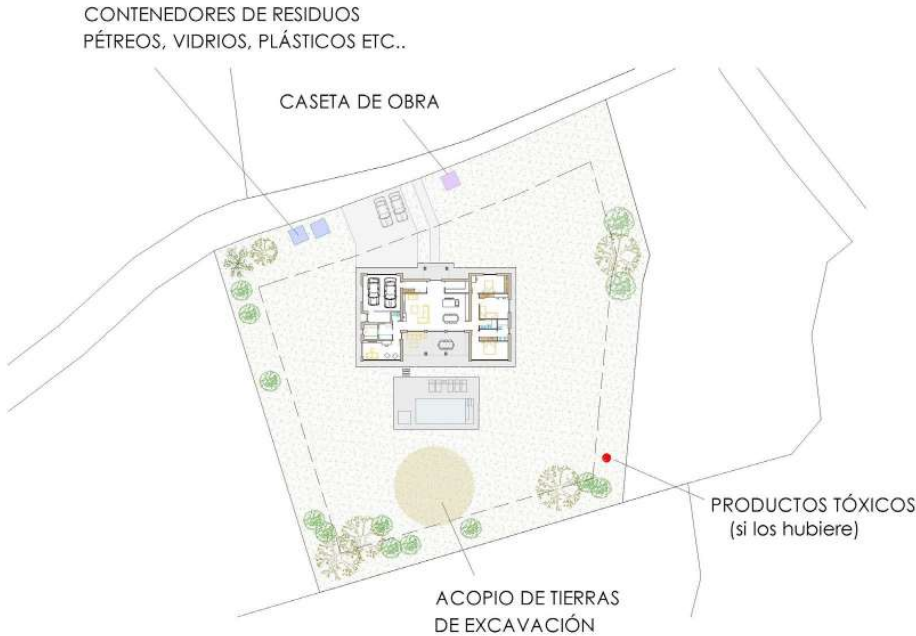 CONTENEDORES DE RESIDUOS
PÉTREOS, VIDRIOS, PLÁSTICOS ETC..
CASETA DE OBRA
PRODUCTOS TÓXICOS
(si los hubiere)
ACOPIO DE TIERRAS
DE EXCAVACIÓN